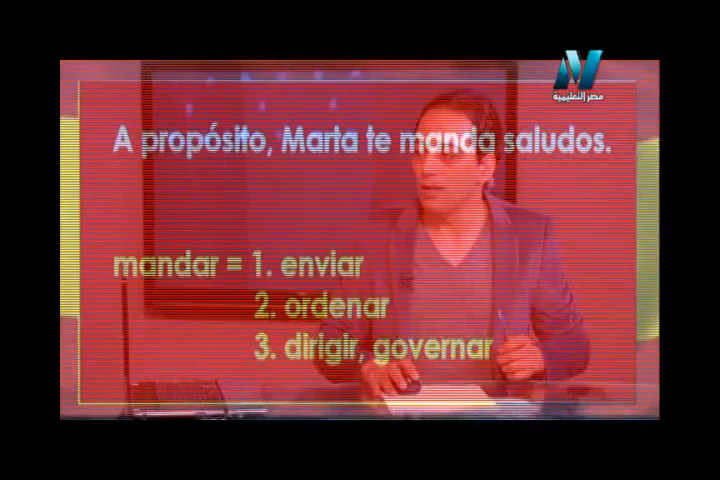 مصر التعليمية
A propósito, Marta te manda saludos.
mandar = 1. enviar
2. ordenar
3. dirigir, governar